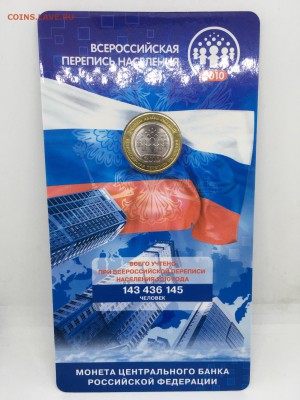 COINS.SAVE.RU
ВСЕРОССИЙСКАЯ
ПЕРЕПИСЬ НАСЕЛЕНИЯ
2010
ВСЕГО УЧТЕНО
ПРИ ВСЕРОССИЙСКОЙ ПЕРЕПИСИ
НАСЕЛЕНИЯ 2010 ГОДА
143 436 145
ЧЕЛОВЕК
МОНЕТА ЦЕНТРАЛЬНОГО БАНКА
РОССИЙСКОЙ ФЕДЕРАЦИИ